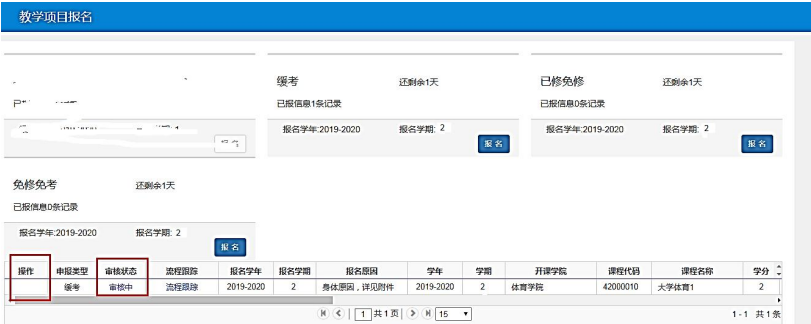 教学项目报名
缓考 还剩余1天
已报信息1条记录
报名学年:2019-2020 报名学期: 2
报 名
已修免修 还剩余1天
已报信息0条记录
报名学年:2019-2020 报名学期: 2
报 名
免修免考 还剩余1天
已报信息0条记录
报名学年:2019-2020 报名学期: 2
报 名
操作 申报类型 审核状态 流程跟踪 报名学年 报名学期 报名原因 学年 学期 开课学院 课程代码 课程名称 学分
缓考 审核中 流程跟踪 2019-2020 2 身体原因，详见附件 2019-2020 2 体育学院 42000010 大学体育1 2
1 共1页 15 1-1 共1条